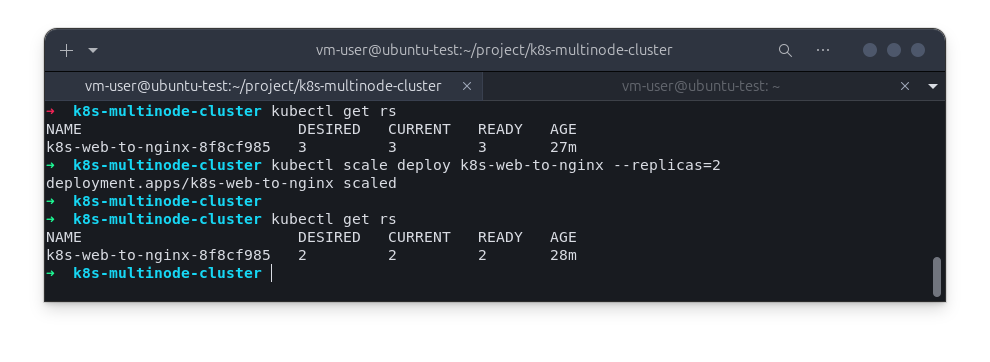 vm-user@ubuntu-test:~/project/k8s-multinode-cluster
vm-user@ubuntu-test:~/project/k8s-multinode-cluster
vm-user@ubuntu-test: ~
➜  k8s-multinode-cluster kubectl get rs
NAME                        DESIRED   CURRENT   READY   AGE
k8s-web-to-nginx-8f8cf985   3         3         3       27m
➜  k8s-multinode-cluster kubectl scale deploy k8s-web-to-nginx --replicas=2
deployment.apps/k8s-web-to-nginx scaled
➜  k8s-multinode-cluster
➜  k8s-multinode-cluster kubectl get rs
NAME                        DESIRED   CURRENT   READY   AGE
k8s-web-to-nginx-8f8cf985   2         2         2       28m
➜  k8s-multinode-cluster